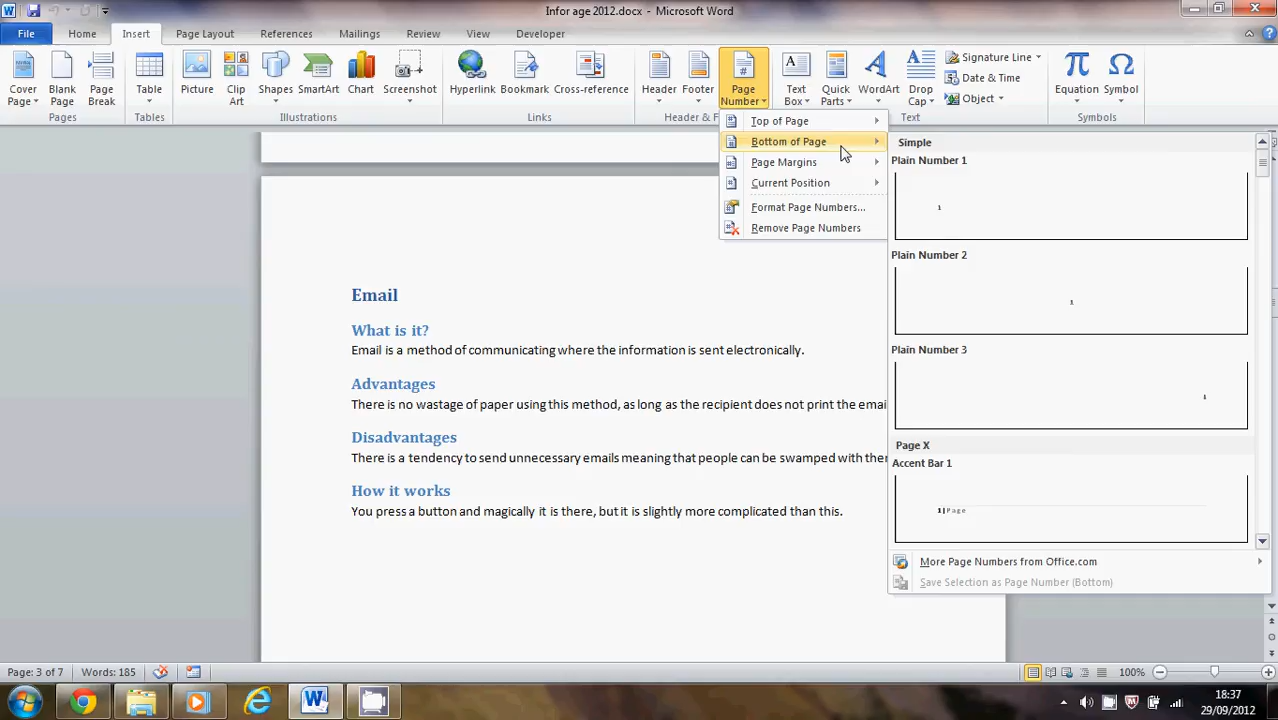 Infor age 2012.docx - Microsoft Word
File Home Insert Page Layout References Mailings Review View Developer
Cover Page
Blank Page
Page Break
Table
Picture
Clip Art
Shapes
SmartArt
Chart
Screenshot
Hyperlink
Bookmark
Cross-reference
Header
Footer
Page Number
Text Box
Quick Parts
WordArt
Drop Cap
Signature Line
Date & Time
Object
Equation
Symbol
Pages Tables Illustrations Links Header & F Text Symbols
Top of Page
Bottom of Page
Page Margins
Current Position
Format Page Numbers...
Remove Page Numbers
Simple
Plain Number 1
1
Plain Number 2
1
Plain Number 3
1
Page X
Accent Bar 1
1|Page
More Page Numbers from Office.com
Save Selection as Page Number (Bottom)
Email
What is it?
Email is a method of communicating where the information is sent electronically.
Advantages
There is no wastage of paper using this method, as long as the recipient does not print the emai
Disadvantages
There is a tendency to send unnecessary emails meaning that people can be swamped with ther
How it works
You press a button and magically it is there, but it is slightly more complicated than this.
Page: 3 of 7 Words: 185 100%
18:37
29/09/2012